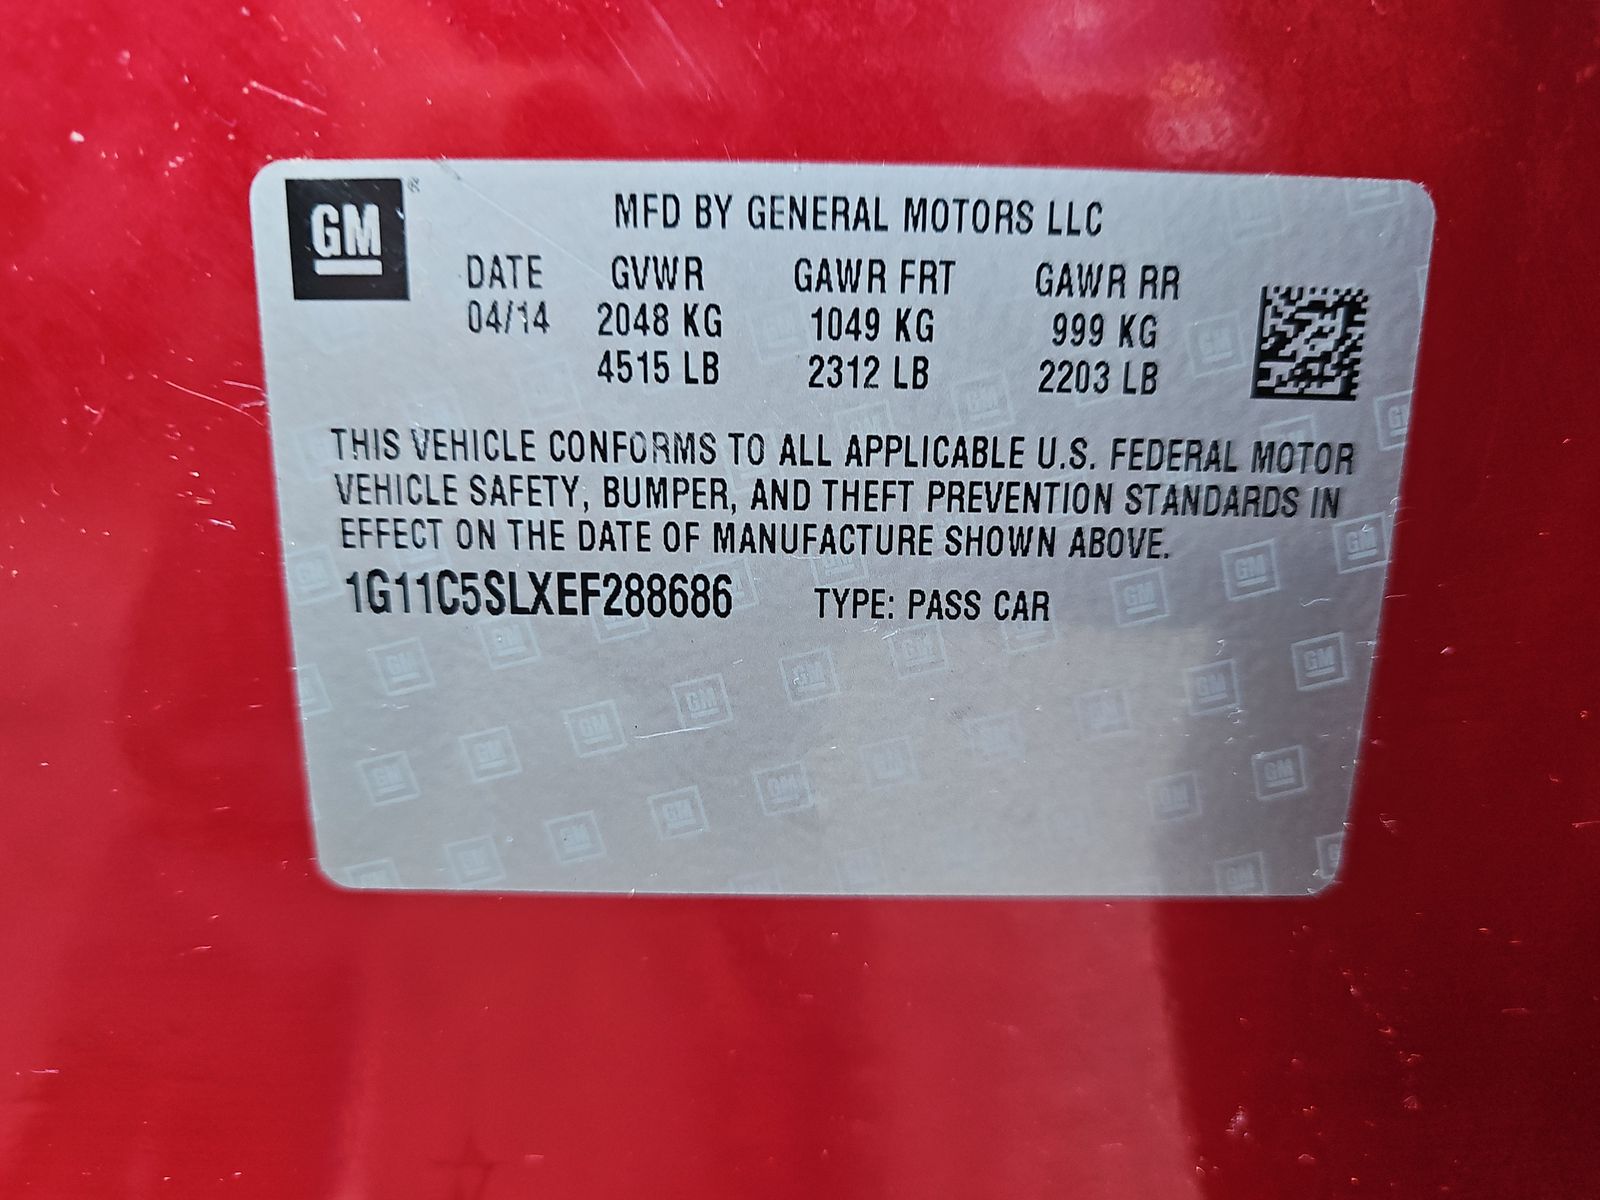 GM
MFD BY GENERAL MOTORS LLC
DATE GVWR GAWR FRT GAWR RR
04/14 2048 KG 1049 KG 999 KG
4515 LB 2312 LB 2203 LB
THIS VEHICLE CONFORMS TO ALL APPLICABLE U.S. FEDERAL MOTOR
VEHICLE SAFETY, BUMPER, AND THEFT PREVENTION STANDARDS IN
EFFECT ON THE DATE OF MANUFACTURE SHOWN ABOVE.
1G11C5SLXEF288686 TYPE: PASS CAR